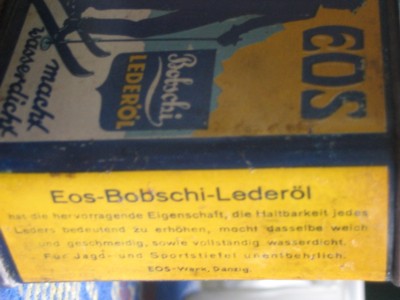 EOS
Bobschi
LEDERÖL
macht
wasserdicht
Eos-Bobschi-Lederöl
hat die hervorragende Eigenschaft, die Haltbarkeit jedes
Leders bedeutend zu erhöhen, macht dasselbe weich
und geschmeidig, sowie vollständig wasserdicht.
Für Jagd- und Sportstiefel unentbehrlich.
EOS-Werk, Danzig.